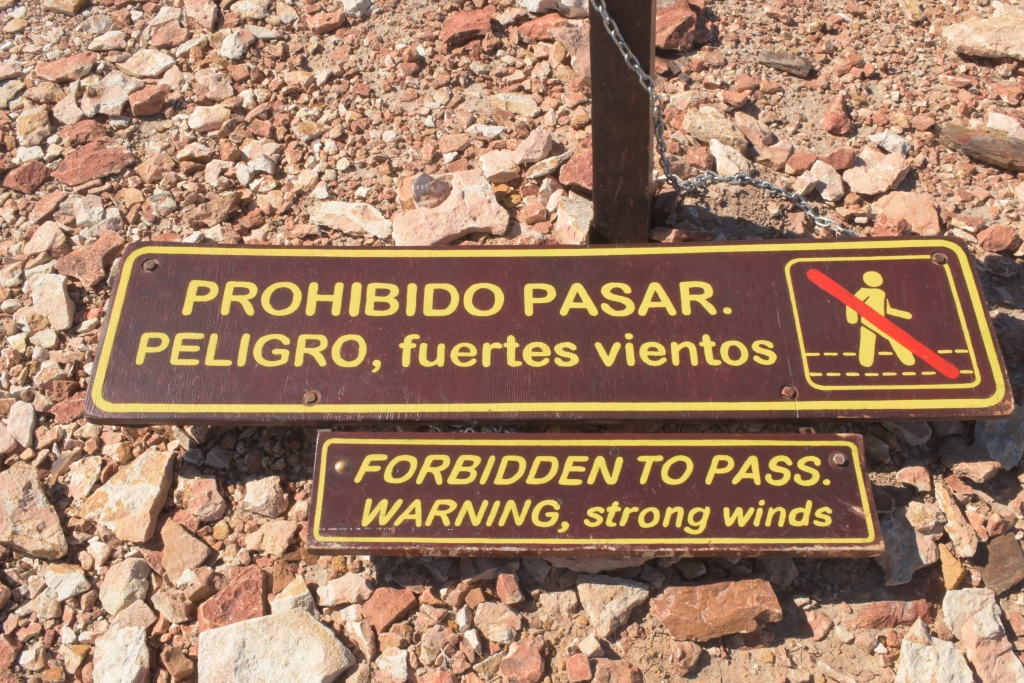 PROHIBIDO PASAR.
PELIGRO, fuertes vientos
FORBIDDEN TO PASS.
WARNING, strong winds